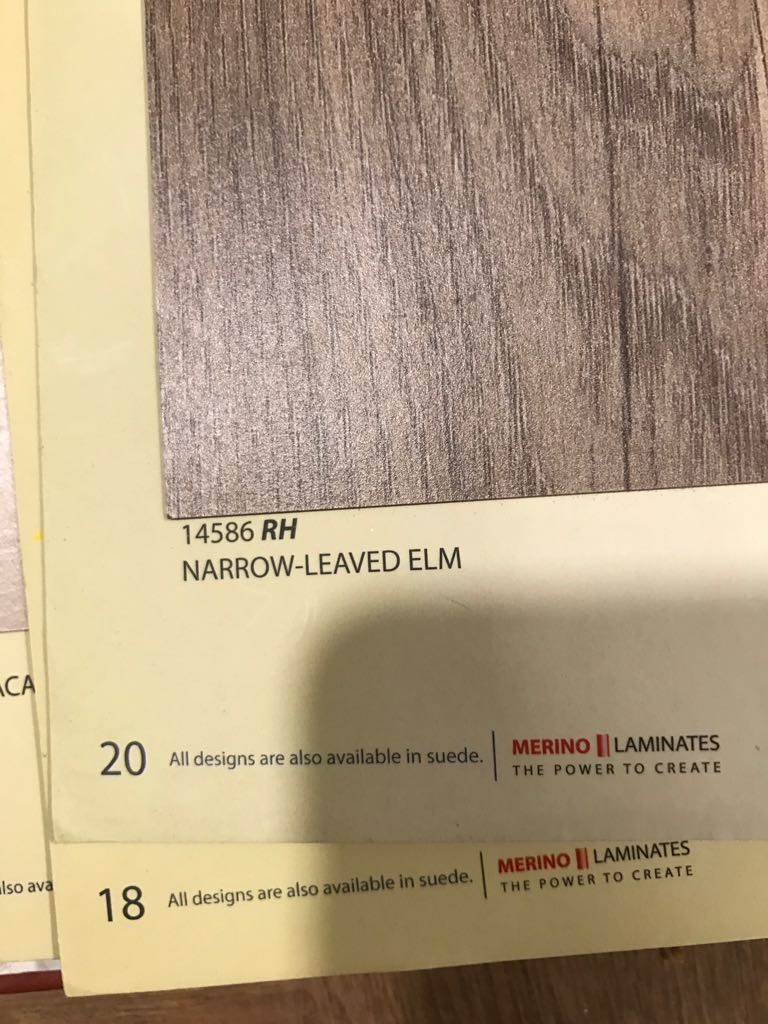 14586 RH
NARROW-LEAVED ELM
ACA
20 All designs are also available in suede. MERINO LAMINATES
THE POWER TO CREATE
lso ava
18 All designs are also available in suede. MERINO LAMINATES
THE POWER TO CREATE